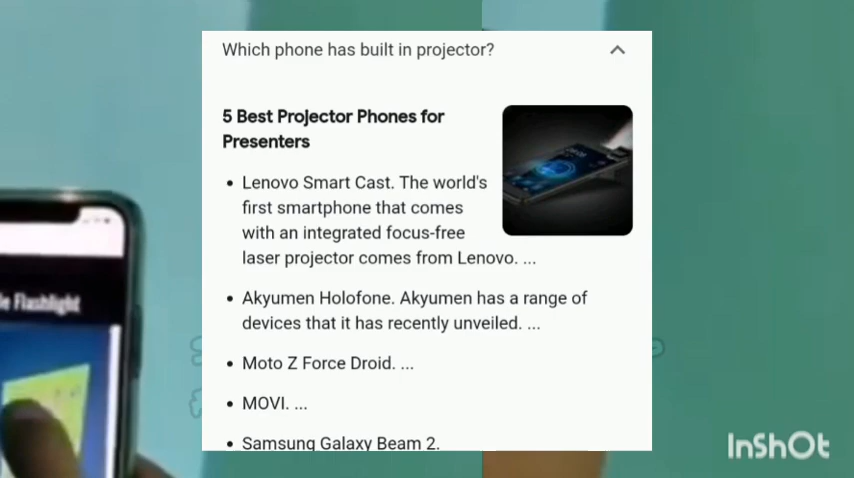 Which phone has built in projector?
5 Best Projector Phones for
Presenters
• Lenovo Smart Cast. The world's
first smartphone that comes
with an integrated focus-free
laser projector comes from Lenovo. ...
• Akyumen Holofone. Akyumen has a range of
devices that it has recently unveiled. ...
• Moto Z Force Droid. ...
• MOVI. ...
• Samsung Galaxy Beam 2.
Flashlight
InShOt